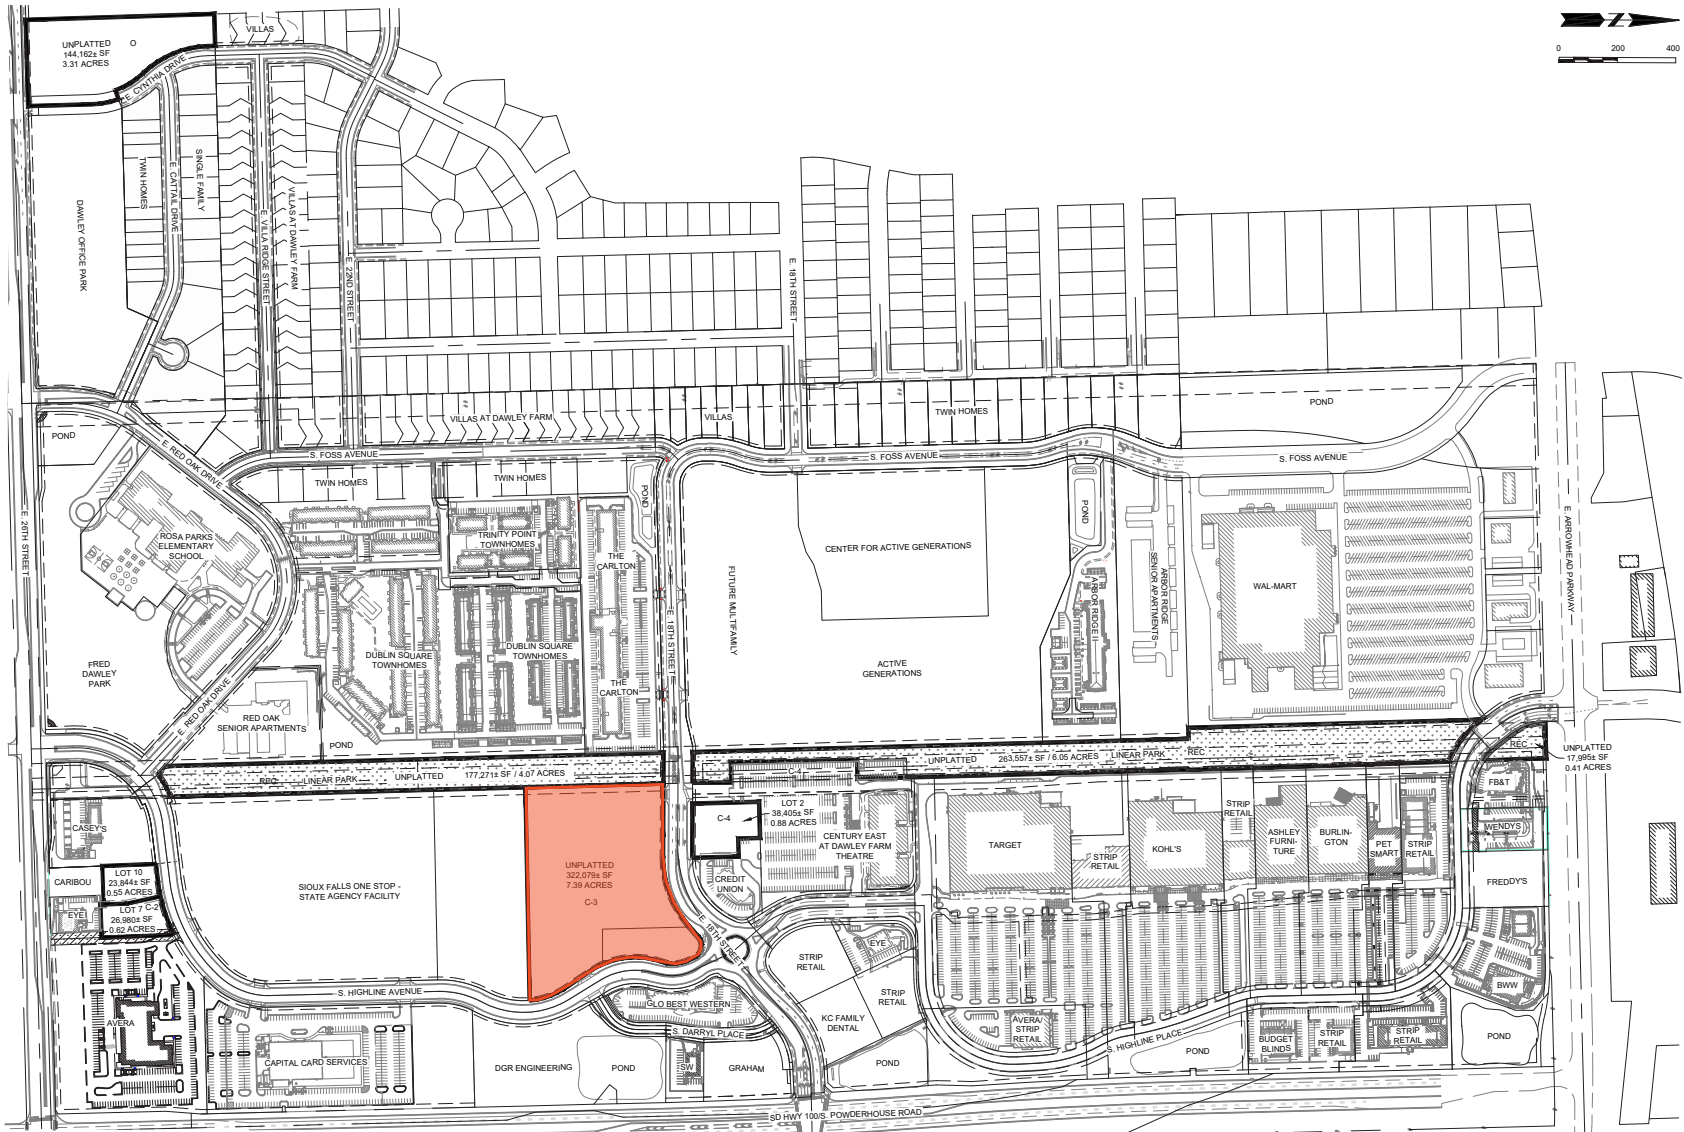 UNPLATTED
144,162± SF
3.31 ACRES
O
VILLAS
N
0 200 400
E. CYNTHIA DRIVE
DAWLEY OFFICE PARK
TWIN HOMES
E. CATTAIL DRIVE
SINGLE FAMILY
E. VILLA RIDGE STREET
VILLAS AT DAWLEY FARM
E. 22ND STREET
E. 18TH STREET
POND
VILLAS AT DAWLEY FARM
VILLAS
TWIN HOMES
POND
E. RED OAK DRIVE
S. FOSS AVENUE
S. FOSS AVENUE
S. FOSS AVENUE
TWIN HOMES
TWIN HOMES
POND
POND
E. 26TH STREET
ROSA PARKS
ELEMENTARY
SCHOOL
TRINITY POINT
TOWNHOMES
THE
CARLTON
CENTER FOR ACTIVE GENERATIONS
FUTURE MULTIFAMILY
ARBOR RIDGE II
ARBOR RIDGE
SENIOR APARTMENTS
WAL-MART
E. ARROWHEAD PARKWAY
E. 18TH STREET
FRED
DAWLEY
PARK
DUBLIN SQUARE
TOWNHOMES
DUBLIN SQUARE
TOWNHOMES
THE
CARLTON
ACTIVE
GENERATIONS
E. RED OAK DRIVE
RED OAK
SENIOR APARTMENTS
POND
REC
LINEAR PARK
UNPLATTED
177,271± SF / 4.07 ACRES
C-4
UNPLATTED
263,557± SF / 6.05 ACRES
LINEAR PARK
REC
REC
UNPLATTED
17,995± SF
0.41 ACRES
FB&T
CASEY'S
LOT 2
38,405± SF
0.88 ACRES
C-4
CENTURY EAST
AT DAWLEY FARM
THEATRE
TARGET
STRIP
RETAIL
KOHL'S
STRIP
RETAIL
ASHLEY
FURNI-
TURE
BURLIN-
GTON
PET
SMART
STRIP
RETAIL
WENDYS
CARIBOU
LOT 10
23,844± SF
0.55 ACRES
EYE
LOT 7
C-2
26,980± SF
0.62 ACRES
SIOUX FALLS ONE STOP -
STATE AGENCY FACILITY
UNPLATTED
322,079± SF
7.39 ACRES
C-3
CREDIT
UNION
FREDDY'S
E. 18TH STREET
EYE
STRIP
RETAIL
STRIP
RETAIL
BWW
S. HIGHLINE AVENUE
GLO BEST WESTERN
KC FAMILY
DENTAL
AVERA
STRIP
RETAIL
AVERA
S. DARRYL PLACE
S. HIGHLINE PLACE
BUDGET
BLINDS
STRIP
RETAIL
STRIP
RETAIL
POND
CAPITAL CARD SERVICES
DGR ENGINEERING
POND
SW
GRAHAM
POND
POND
SD HWY 100/S. POWDERHOUSE ROAD